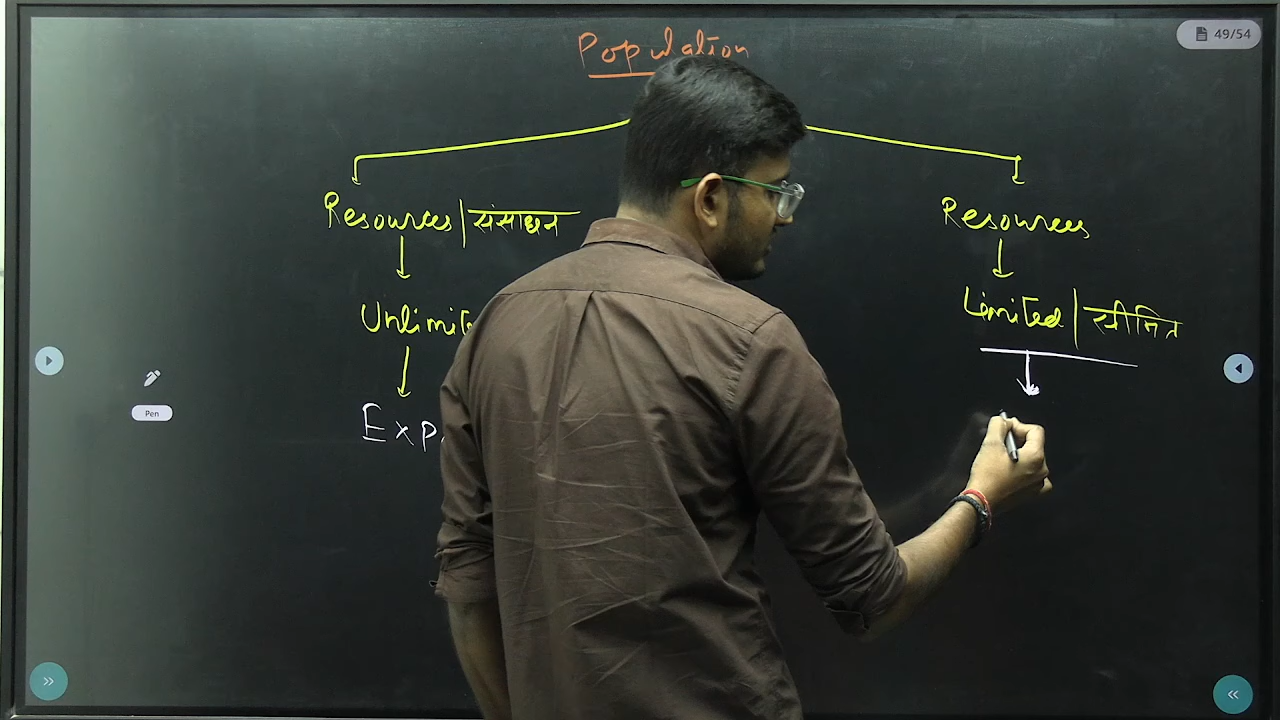 Population
49/54
Resources | संसाधन
Resources
Limited | सीमित
Pen